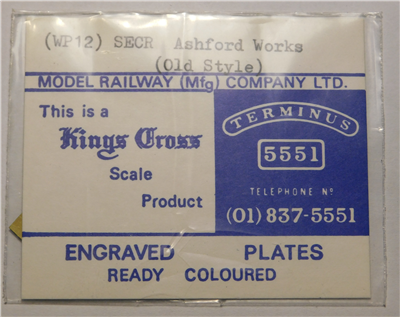 (WP12) SECR Ashford Works
(Old Style)
MODEL RAILWAY (Mfg) COMPANY LTD.
This is a
Kings Cross
Scale
Product
TERMINUS
5551
TELEPHONE Nº
(01) 837-5551
ENGRAVED PLATES
READY COLOURED